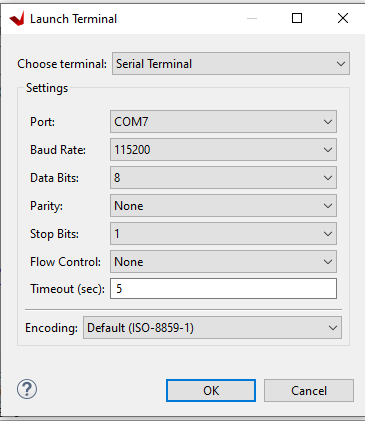 Launch Terminal
Choose terminal: Serial Terminal
Settings
Port: COM7
Baud Rate: 115200
Data Bits: 8
Parity: None
Stop Bits: 1
Flow Control: None
Timeout (sec): 5
Encoding: Default (ISO-8859-1)
? OK Cancel